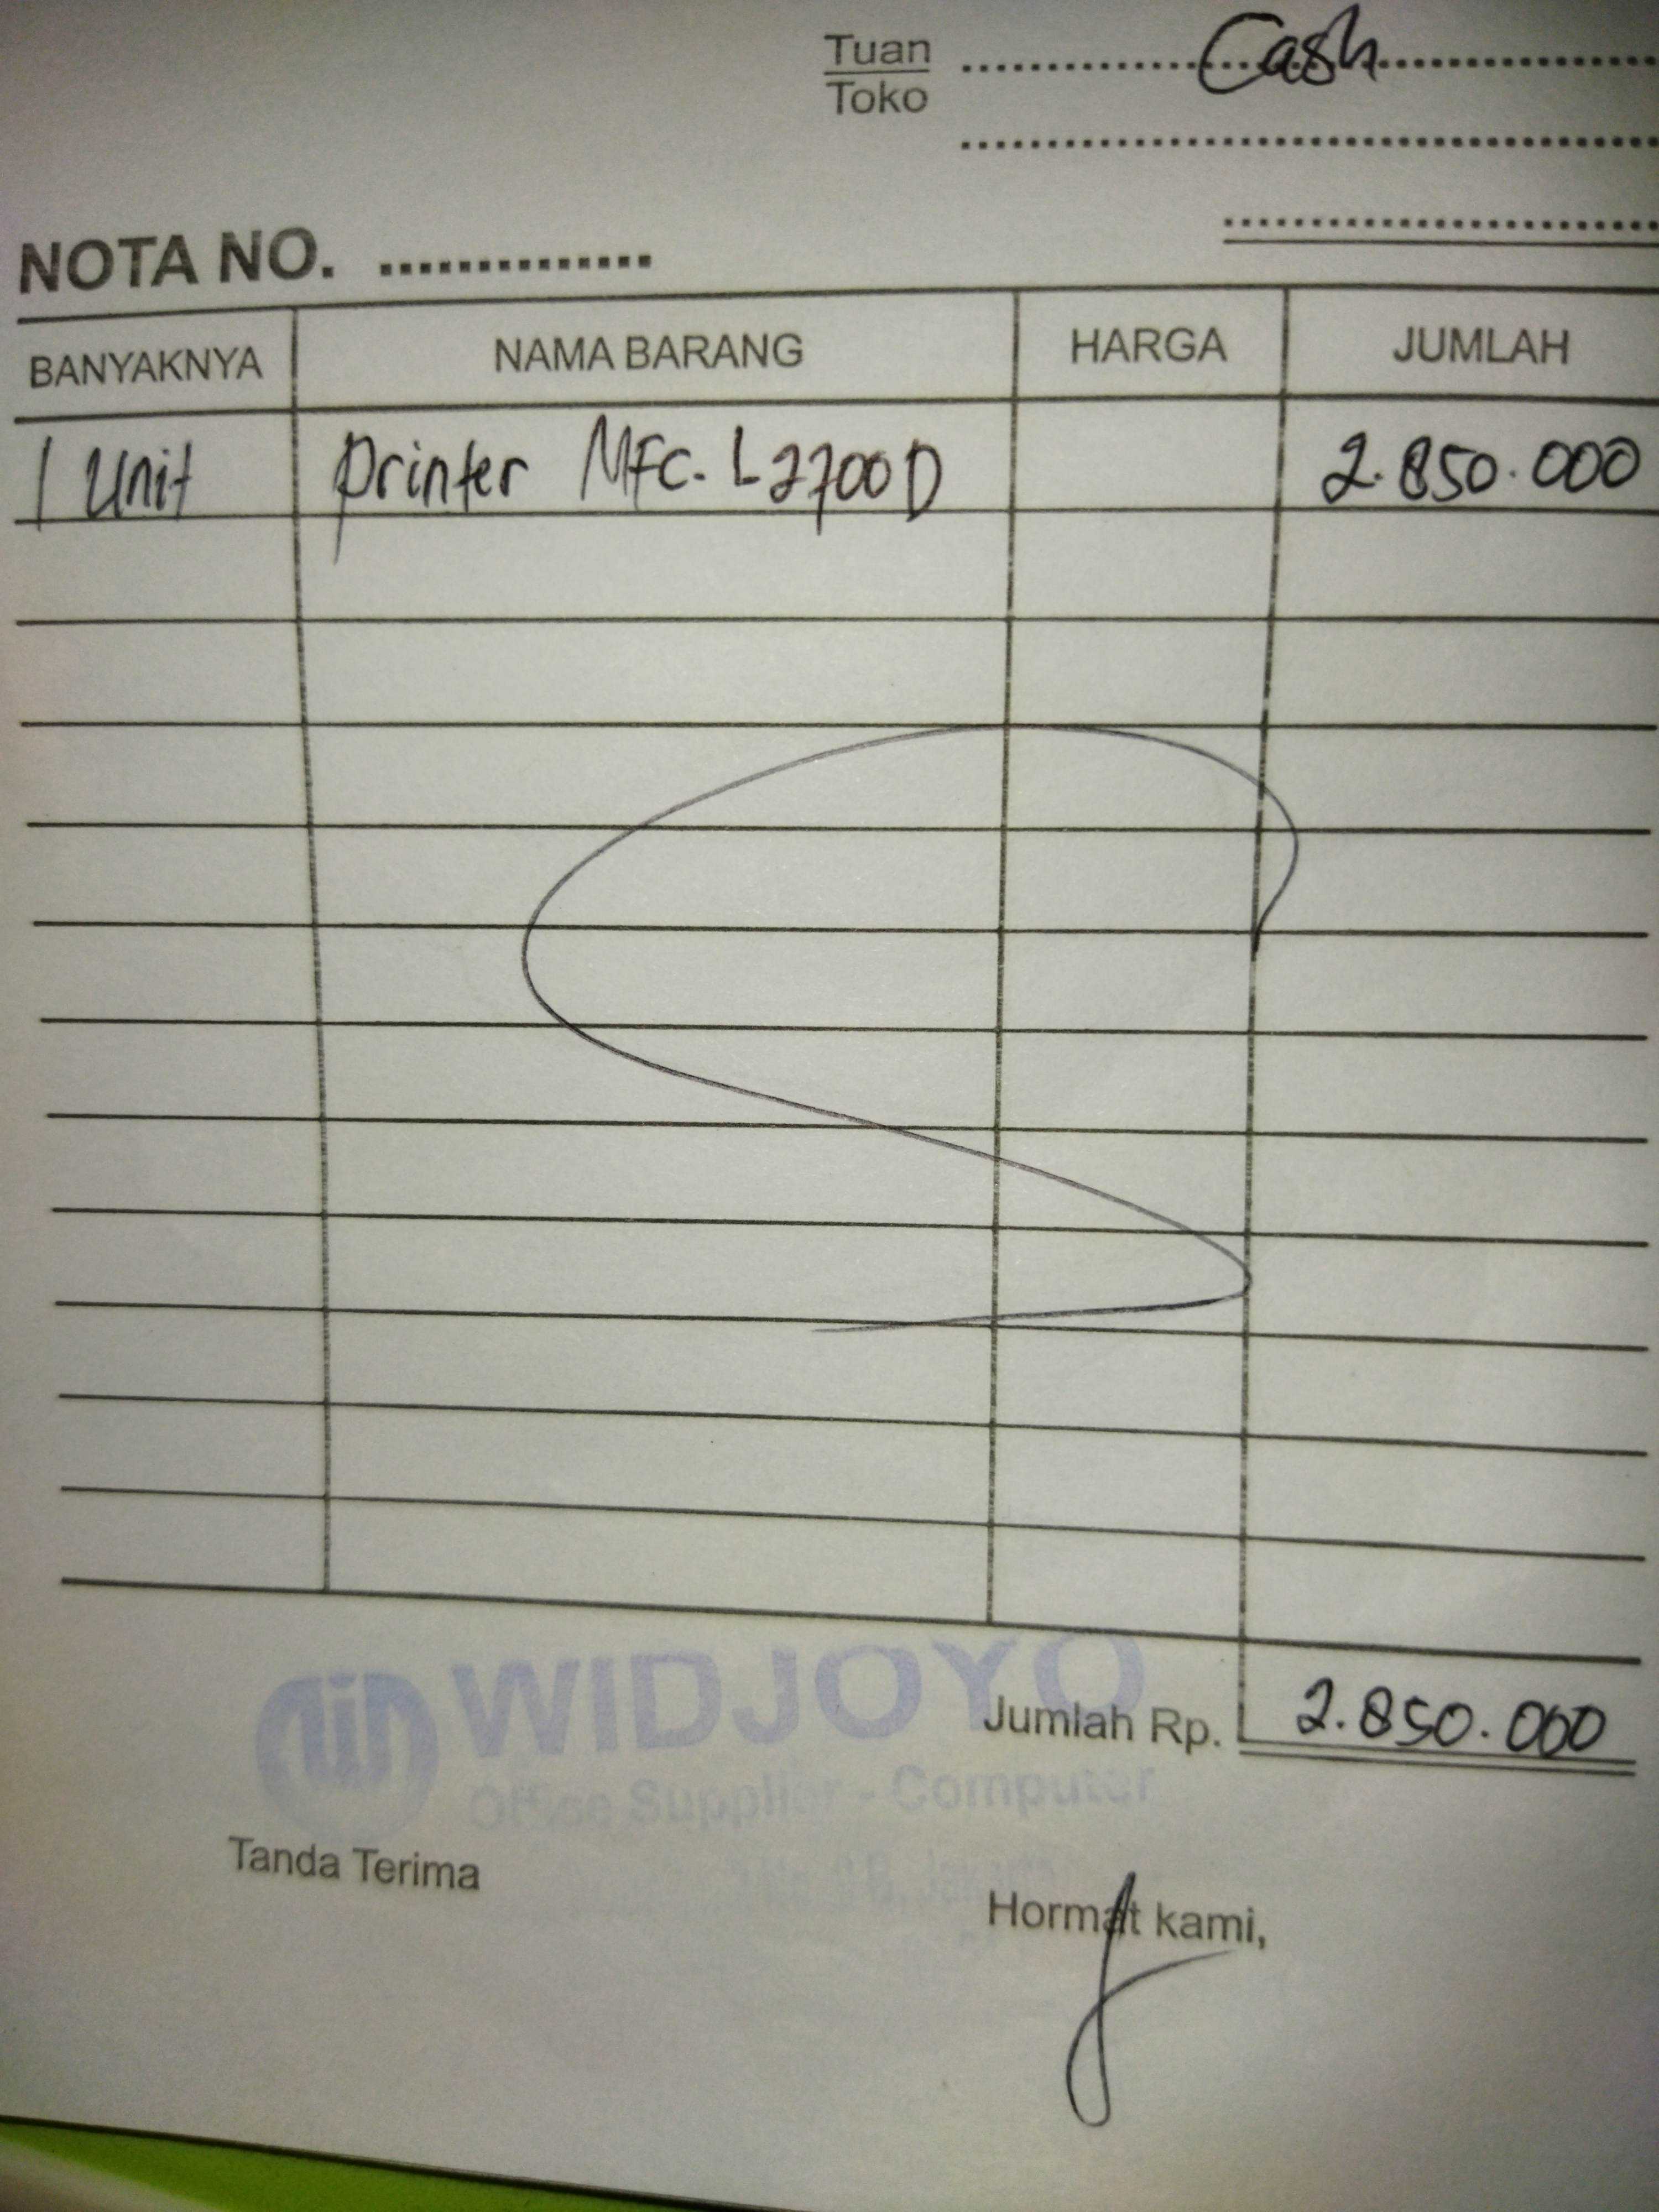 Tuan Cash
Toko
NOTA NO.
BANYAKNYA NAMA BARANG HARGA JUMLAH
1 Unit Printer MFC. L2700D 2.850.000
WIDJOYO
Jumlah Rp. 2.850.000
Office Supplier - Computer
Tanda Terima
Hormat kami,